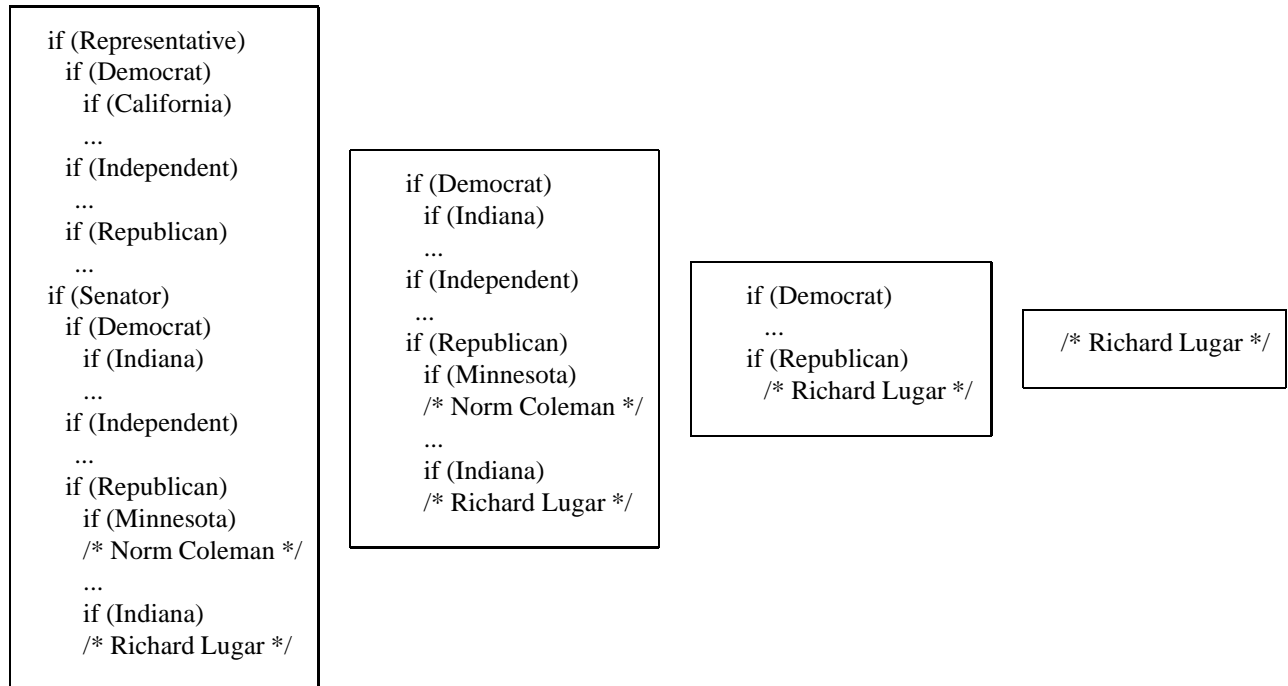 if (Representative)
if (Democrat)
if (California)
...
if (Independent)
...
if (Republican)
...
if (Senator)
if (Democrat)
if (Indiana)
...
if (Independent)
...
if (Republican)
if (Minnesota)
/* Norm Coleman */
...
if (Indiana)
/* Richard Lugar */
if (Democrat)
if (Indiana)
...
if (Independent)
...
if (Republican)
if (Minnesota)
/* Norm Coleman */
...
if (Indiana)
/* Richard Lugar */
if (Democrat)
...
if (Republican)
/* Richard Lugar */
/* Richard Lugar */